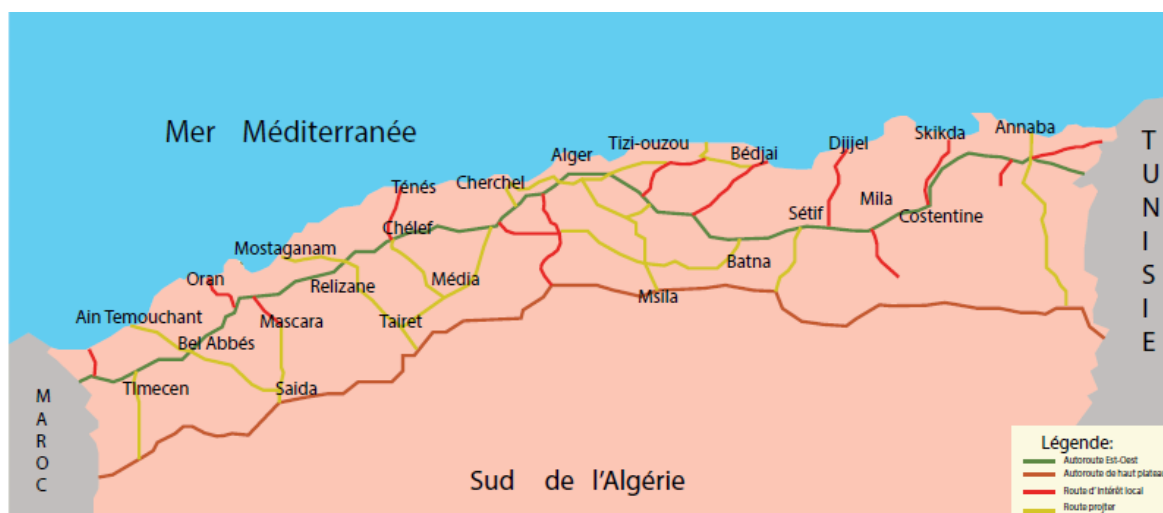 Mer Méditerranée
Annaba
Skikda
Djijel
Tizi-ouzou
Bédjai
Alger
Cherchel
Ténés
Mila
Sétif
Costentine
Chélef
Mostaganam
Batna
Oran
Relizane
Média
Msila
Ain Temouchant
Mascara
Tairet
Bel Abbés
Tlmecen
Saida
TUNISIE
MAROC
Sud de l'Algérie
Légende:
Autoroute Est-Oest
Autoroute de haut plateau
Route d'intérêt local
Route projter